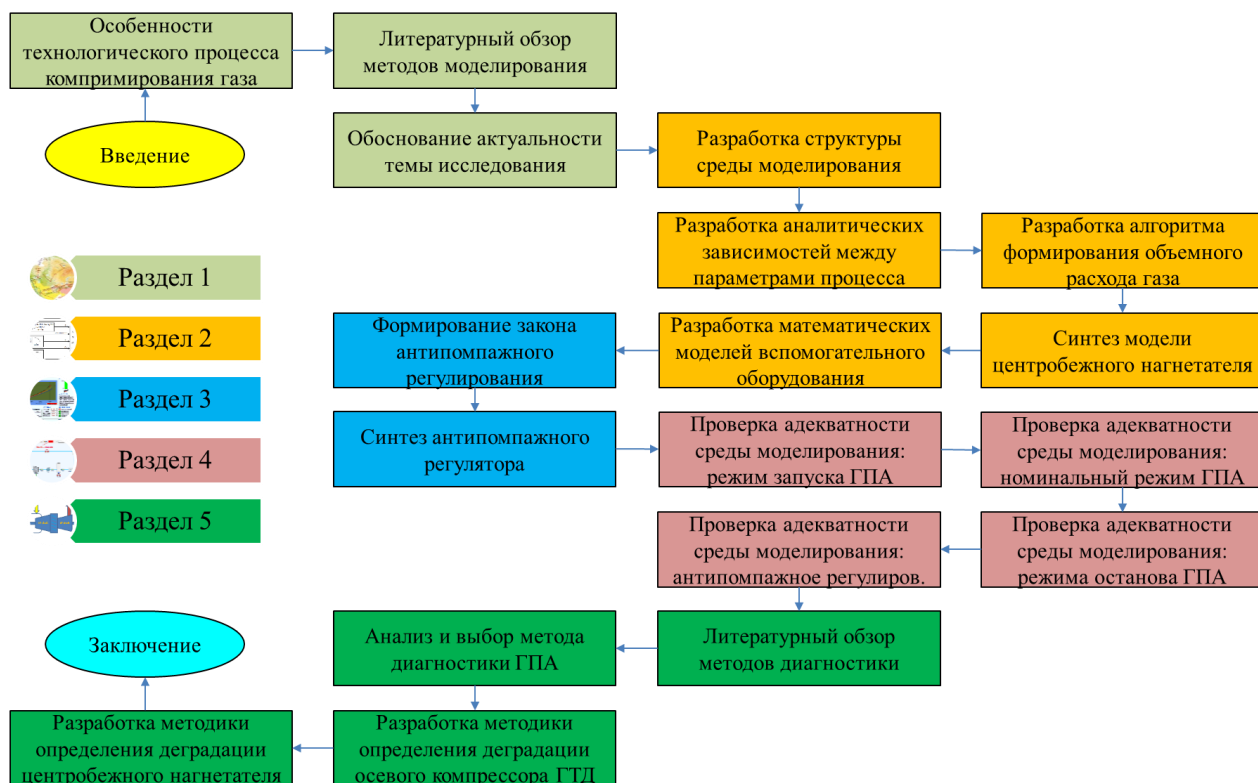 Особенности
технологического процесса
компримирования газа
Литературный обзор
методов моделирования
Введение
Обоснование актуальности
темы исследования
Разработка структуры
среды моделирования
Разработка аналитических
зависимостей между
параметрами процесса
Разработка алгоритма
формирования объемного
расхода газа
Раздел 1
Раздел 2
Раздел 3
Раздел 4
Раздел 5
Формирование закона
антипомпажного
регулирования
Разработка математических
моделей вспомогательного
оборудования
Синтез модели
центробежного нагнетателя
Синтез антипомпажного
регулятора
Проверка адекватности
среды моделирования:
режим запуска ГПА
Проверка адекватности
среды моделирования:
номинальный режим ГПА
Проверка адекватности
среды моделирования:
антипомпажное регулиров.
Проверка адекватности
среды моделирования:
режима останова ГПА
Заключение
Анализ и выбор метода
диагностики ГПА
Литературный обзор
методов диагностики
Разработка методики
определения деградации
центробежного нагнетателя
Разработка методики
определения деградации
осевого компрессора ГТД